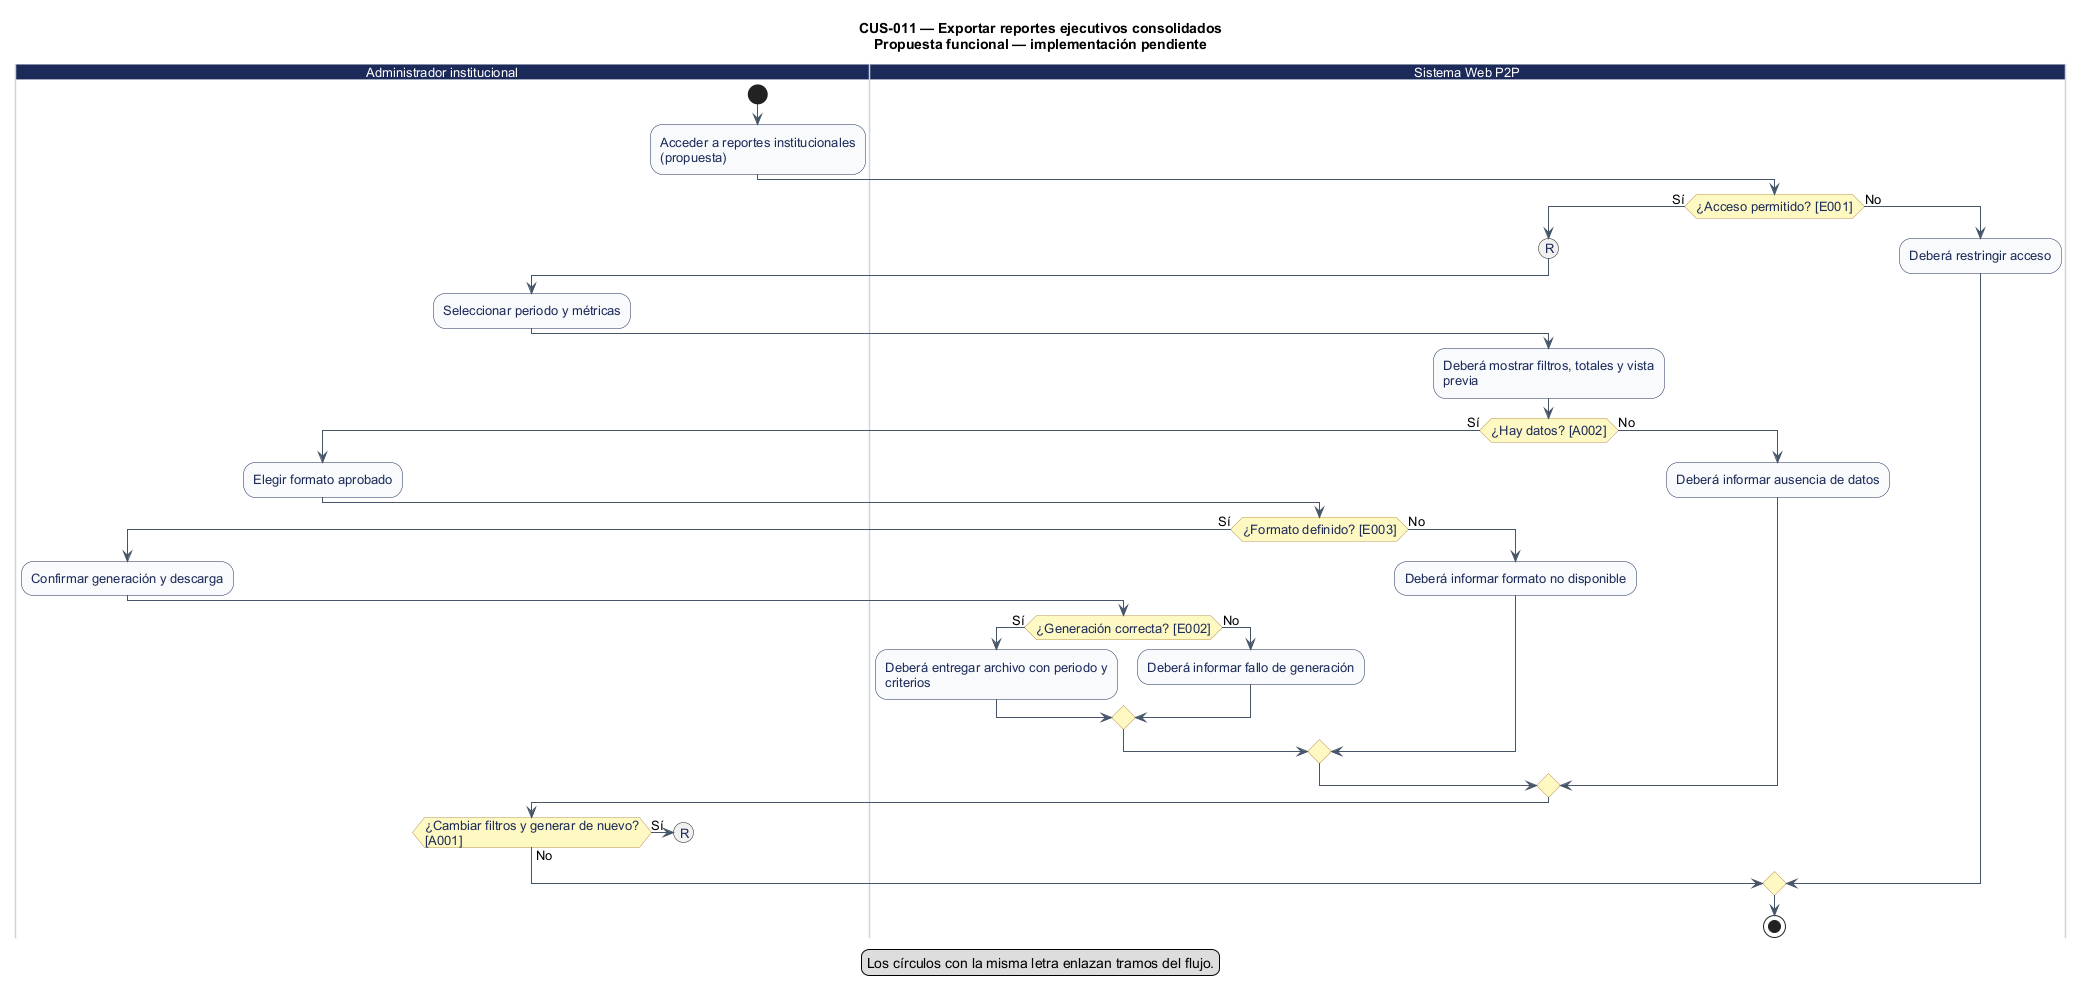 CUS-011 — Exportar reportes ejecutivos consolidados
Propuesta funcional — implementación pendiente
Administrador institucional
Sistema Web P2P
Acceder a reportes institucionales
(propuesta)
¿Acceso permitido? [E001]
Sí
No
R
Deberá restringir acceso
Seleccionar periodo y métricas
Deberá mostrar filtros, totales y vista
previa
¿Hay datos? [A002]
Sí
No
Elegir formato aprobado
Deberá informar ausencia de datos
¿Formato definido? [E003]
Sí
No
Confirmar generación y descarga
Deberá informar formato no disponible
¿Generación correcta? [E002]
Sí
No
Deberá entregar archivo con periodo y
criterios
Deberá informar fallo de generación
¿Cambiar filtros y generar de nuevo?
[A001]
Sí
R
No
Los círculos con la misma letra enlazan tramos del flujo.